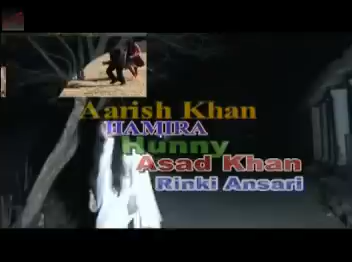 Aarish Khan
HAMIRA
Hunny
Asad Khan
Rinki Ansari